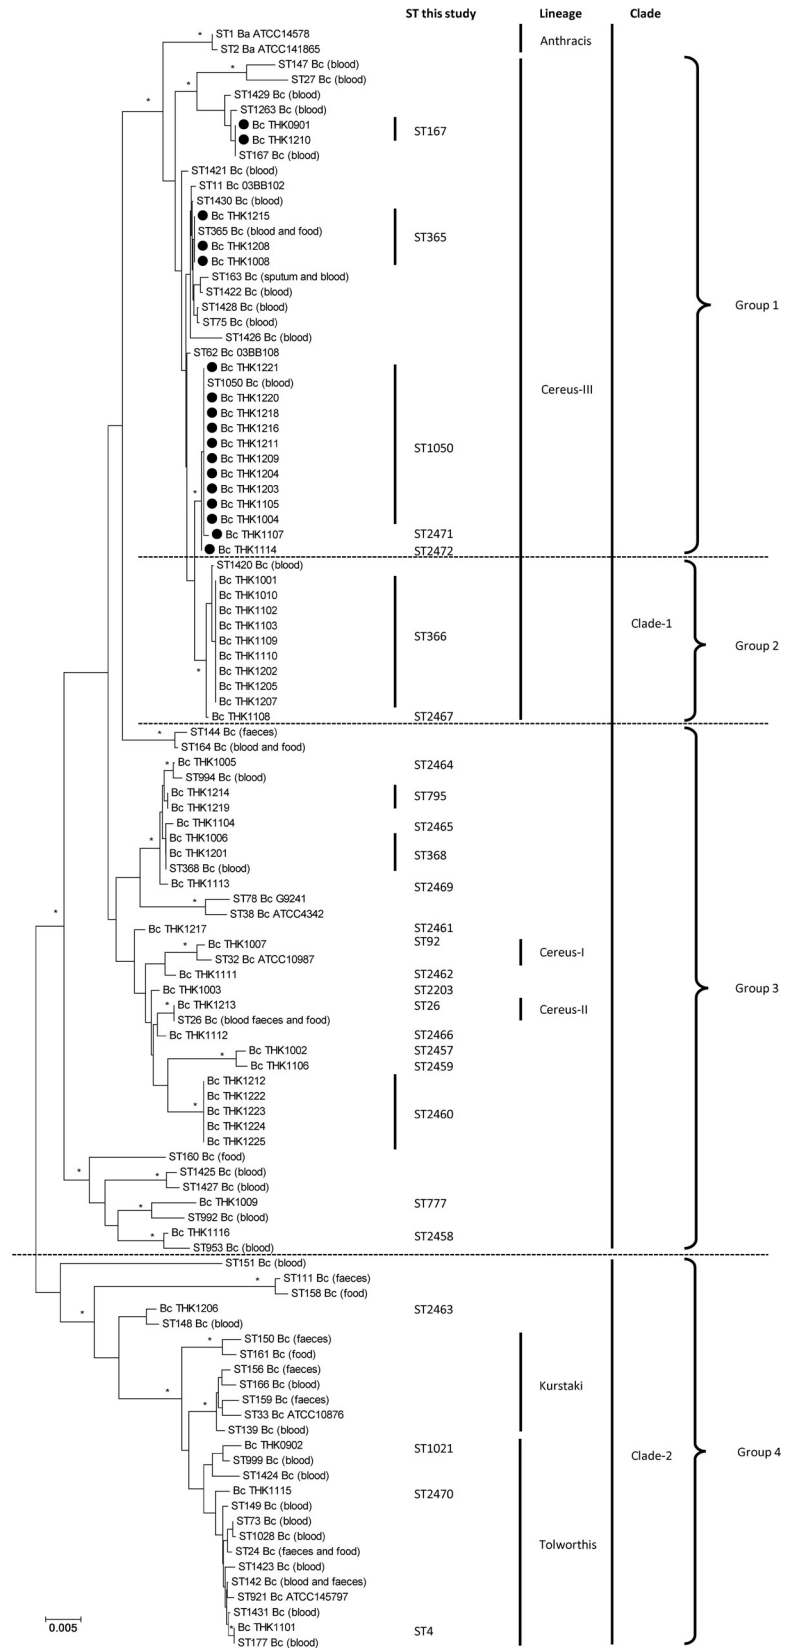 ST this study Lineage Clade
ST1 Ba ATCC14578
Anthracis
ST2 Ba ATCC141865
ST147 Bc (blood)
ST27 Bc (blood)
ST1429 Bc (blood)
ST1263 Bc (blood)
Bc THK0901
ST167
Bc THK1210
ST167 Bc (blood)
ST1421 Bc (blood)
ST11 Bc 03BB102
ST1430 Bc (blood)
Bc THK1215
ST365 Bc (blood and food)
ST365
Bc THK1208
Bc THK1008
ST163 Bc (sputum and blood)
ST1422 Bc (blood)
ST1428 Bc (blood)
Group 1
ST75 Bc (blood)
ST1426 Bc (blood)
ST62 Bc 03BB108
Bc THK1221
ST1050 Bc (blood)
Cereus-III
Bc THK1220
Bc THK1218
Bc THK1216
Bc THK1211
ST1050
Bc THK1209
Bc THK1204
Bc THK1203
Bc THK1105
Bc THK1004
Bc THK1107 ST2471
Bc THK1114 ST2472
ST1420 Bc (blood)
Bc THK1001
Bc THK1010
Bc THK1102
Bc THK1103
Clade-1
ST366
Bc THK1109
Group 2
Bc THK1110
Bc THK1202
Bc THK1205
Bc THK1207
Bc THK1108 ST2467
ST144 Bc (faeces)
ST164 Bc (blood and food)
Bc THK1005 ST2464
ST994 Bc (blood)
Bc THK1214
ST795
Bc THK1219
Bc THK1104 ST2465
Bc THK1006
Bc THK1201 ST368
ST368 Bc (blood)
Bc THK1113 ST2469
ST78 Bc G9241
ST38 Bc ATCC4342
Bc THK1217 ST2461
Bc THK1007 ST92
Cereus-I
ST32 Bc ATCC10987
Bc THK1111 ST2462
Bc THK1003 ST2203
Group 3
Bc THK1213 ST26
Cereus-II
ST26 Bc (blood faeces and food)
Bc THK1112 ST2466
Bc THK1002 ST2457
Bc THK1106 ST2459
Bc THK1212
Bc THK1222
Bc THK1223 ST2460
Bc THK1224
Bc THK1225
ST160 Bc (food)
ST1425 Bc (blood)
ST1427 Bc (blood)
Bc THK1009 ST777
ST992 Bc (blood)
Bc THK1116 ST2458
ST953 Bc (blood)
ST151 Bc (blood)
ST111 Bc (faeces)
ST158 Bc (food)
Bc THK1206 ST2463
ST148 Bc (blood)
ST150 Bc (faeces)
ST161 Bc (food)
ST156 Bc (faeces)
Kurstaki
ST166 Bc (blood)
ST159 Bc (faeces)
ST33 Bc ATCC10876
ST139 Bc (blood)
Bc THK0902 ST1021
Clade-2 Group 4
ST999 Bc (blood)
ST1424 Bc (blood)
Bc THK1115 ST2470
ST149 Bc (blood)
ST73 Bc (blood)
ST1028 Bc (blood)
Tolworthis
ST24 Bc (faeces and food)
ST1423 Bc (blood)
ST142 Bc (blood and faeces)
ST921 Bc ATCC145797
ST1431 Bc (blood)
Bc THK1101 ST4
ST177 Bc (blood)
0.005